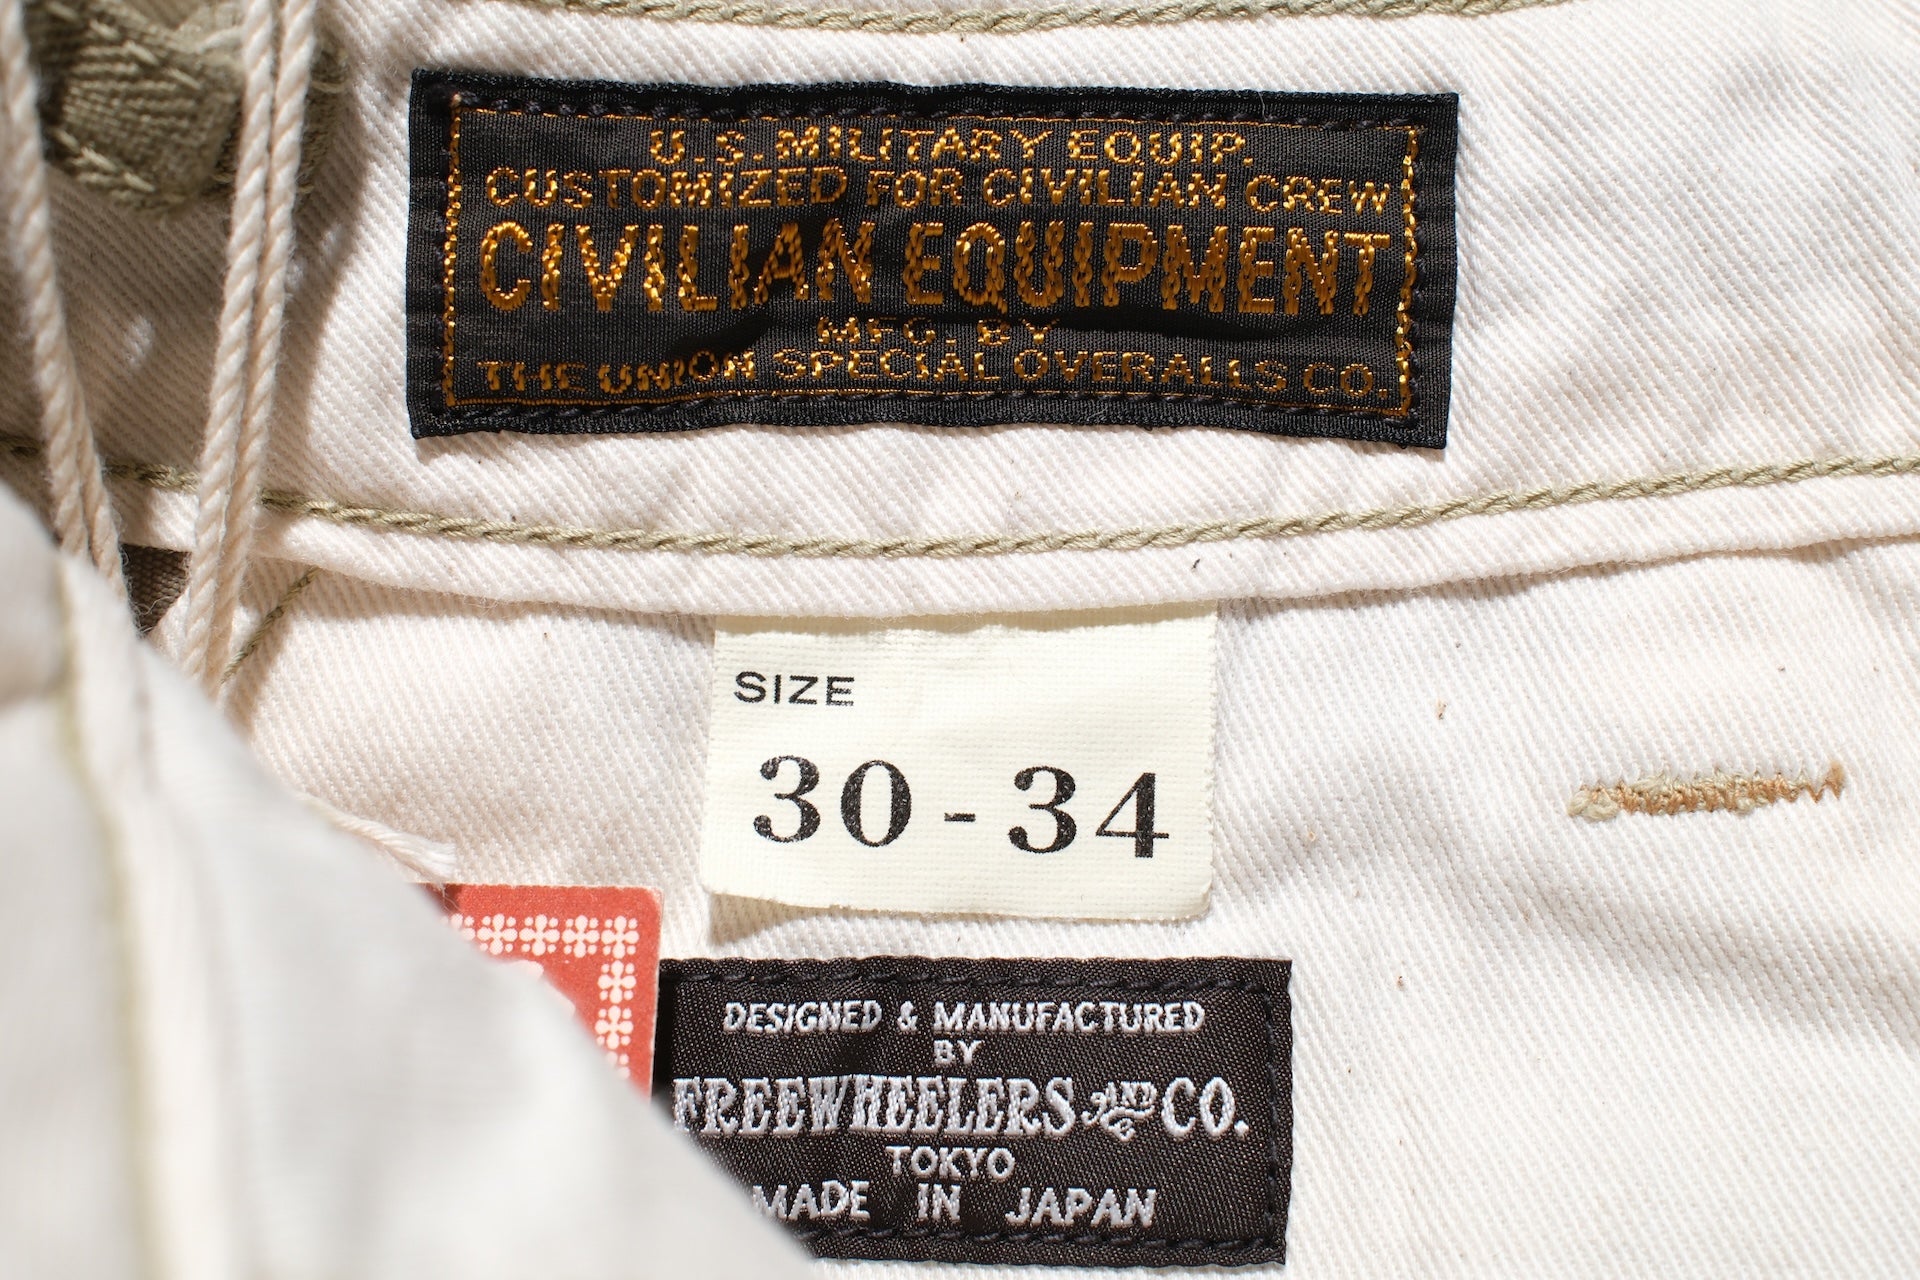 U.S. MILITARY EQUIP.
CUSTOMIZED FOR CIVILIAN CREW
CIVILIAN EQUIPMENT
MFG. BY
THE UNION SPECIAL OVERALLS CO.
SIZE
30-34
DESIGNED & MANUFACTURED
BY
FREEWHEELERS AND CO.
TOKYO
MADE IN JAPAN